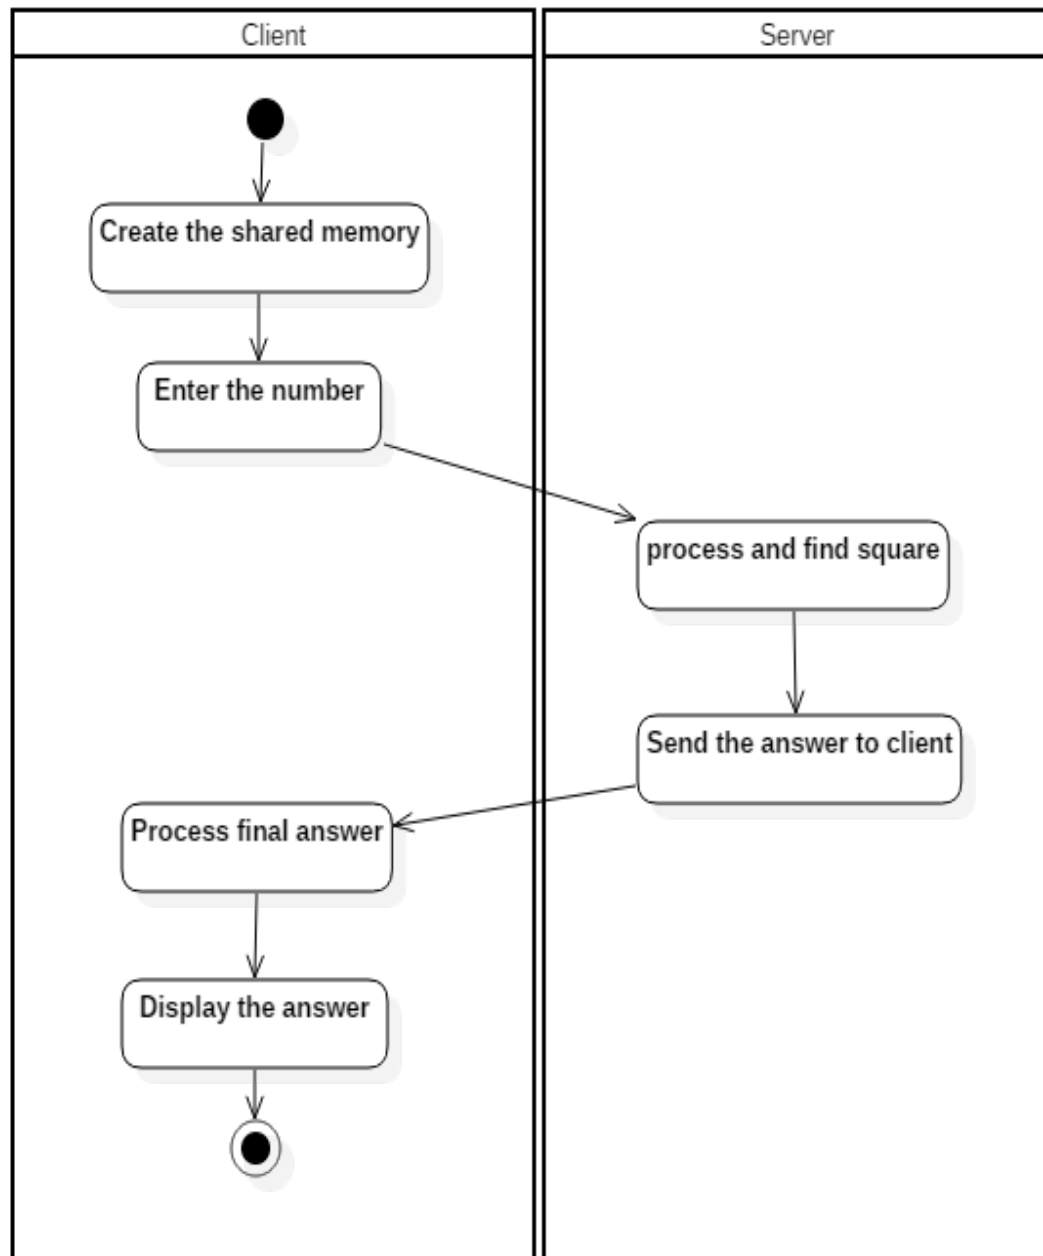 Client
Server
Create the shared memory
Enter the number
process and find square
Send the answer to client
Process final answer
Display the answer